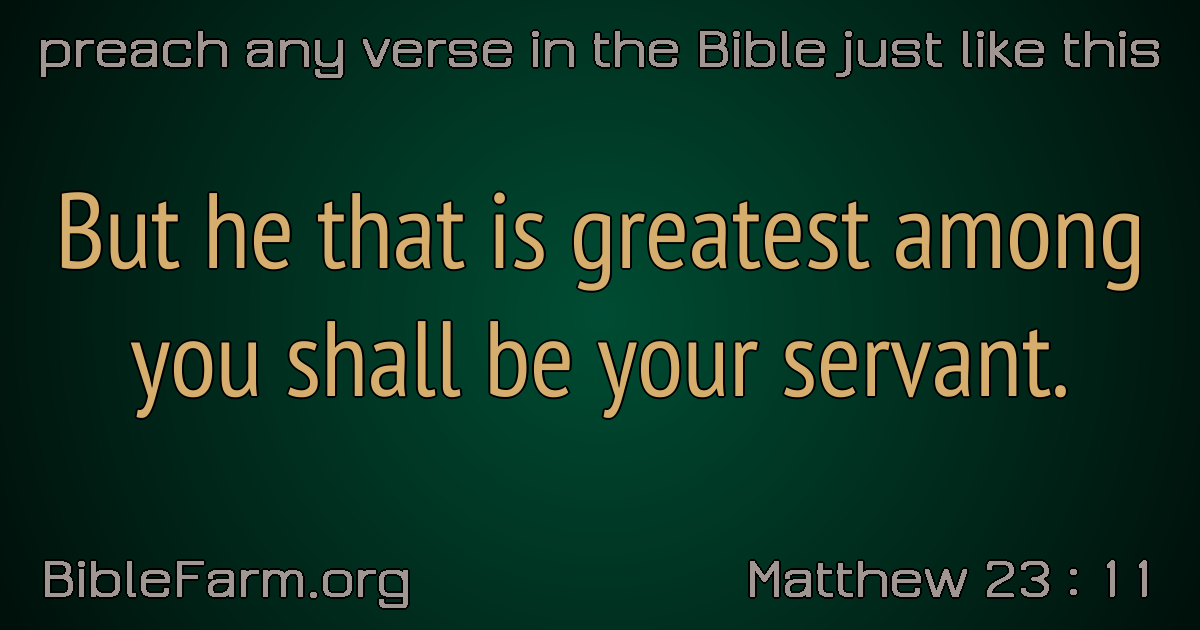 preach any verse in the Bible just like this
But he that is greatest among
you shall be your servant.
BibleFarm.org
Matthew 23 : 11